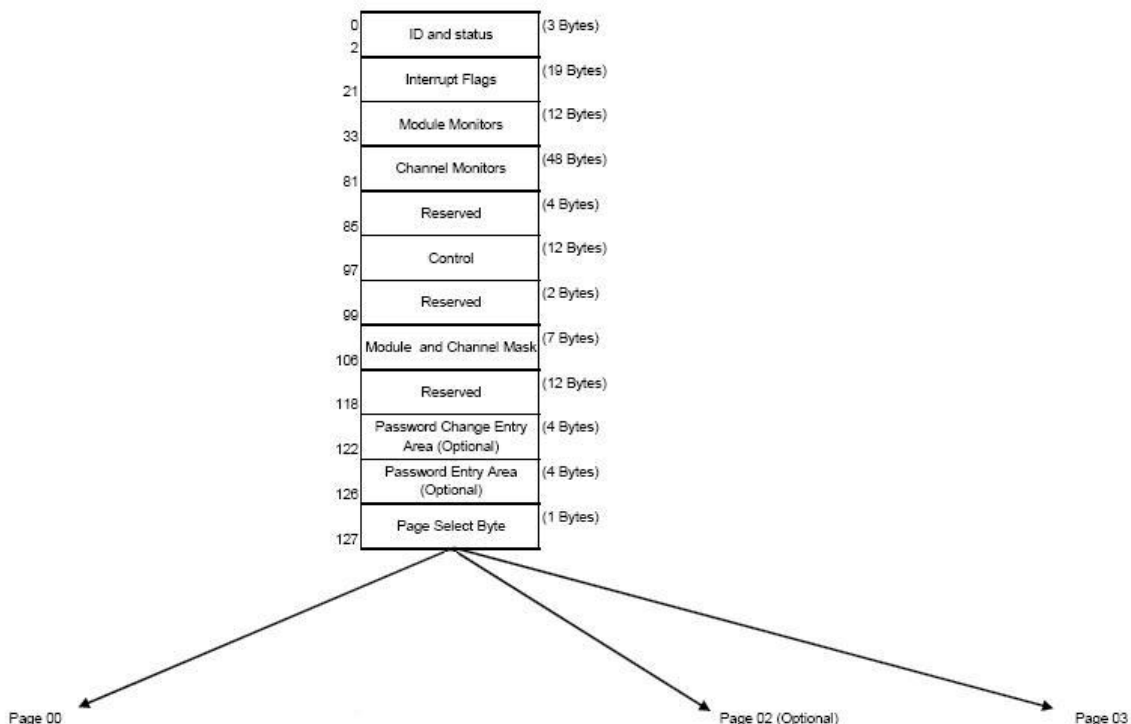 0
ID and status
(3 Bytes)
2
Interrupt Flags
(19 Bytes)
21
Module Monitors
(12 Bytes)
33
Channel Monitors
(48 Bytes)
81
Reserved
(4 Bytes)
85
Control
(12 Bytes)
97
Reserved
(2 Bytes)
99
Module and Channel Mask
(7 Bytes)
106
Reserved
(12 Bytes)
118
Password Change Entry
Area (Optional)
(4 Bytes)
122
Password Entry Area
(Optional)
(4 Bytes)
126
Page Select Byte
(1 Bytes)
127
Page 00
Page 02 (Optional)
Page 03